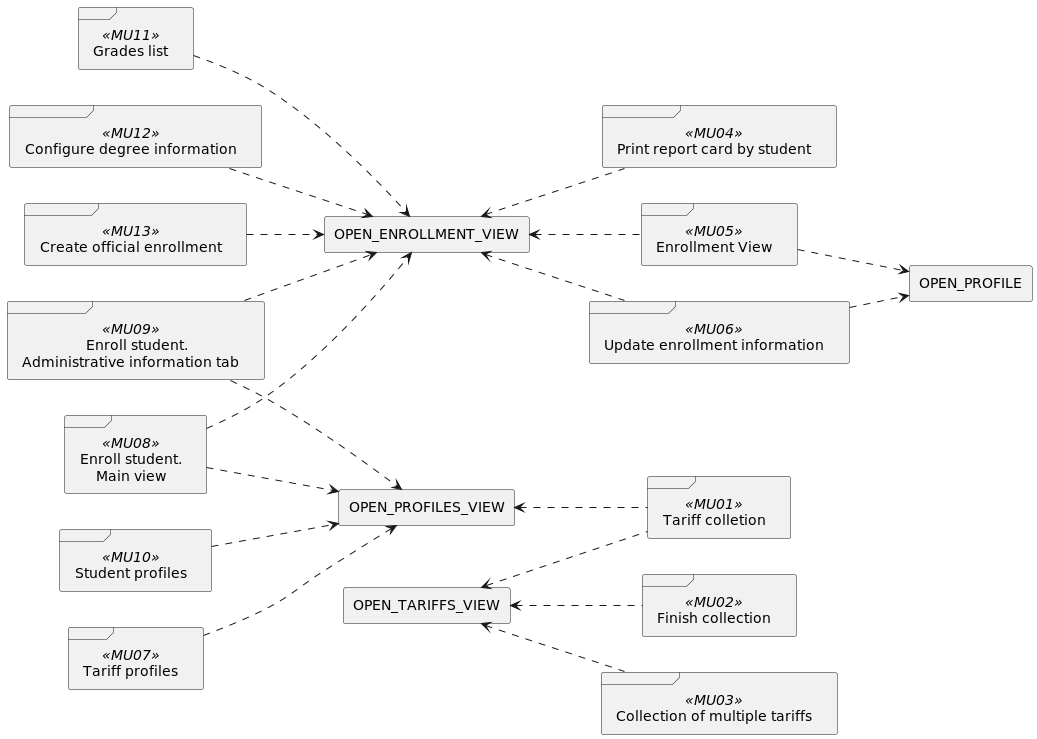 «MU11»
Grades list
«MU12»
Configure degree information
«MU13»
Create official enrollment
«MU09»
Enroll student.
Administrative information tab
«MU08»
Enroll student.
Main view
«MU10»
Student profiles
«MU07»
Tariff profiles
OPEN_ENROLLMENT_VIEW
OPEN_PROFILES_VIEW
OPEN_TARIFFS_VIEW
«MU04»
Print report card by student
«MU05»
Enrollment View
«MU06»
Update enrollment information
«MU01»
Tariff colletion
«MU02»
Finish collection
«MU03»
Collection of multiple tariffs
OPEN_PROFILE